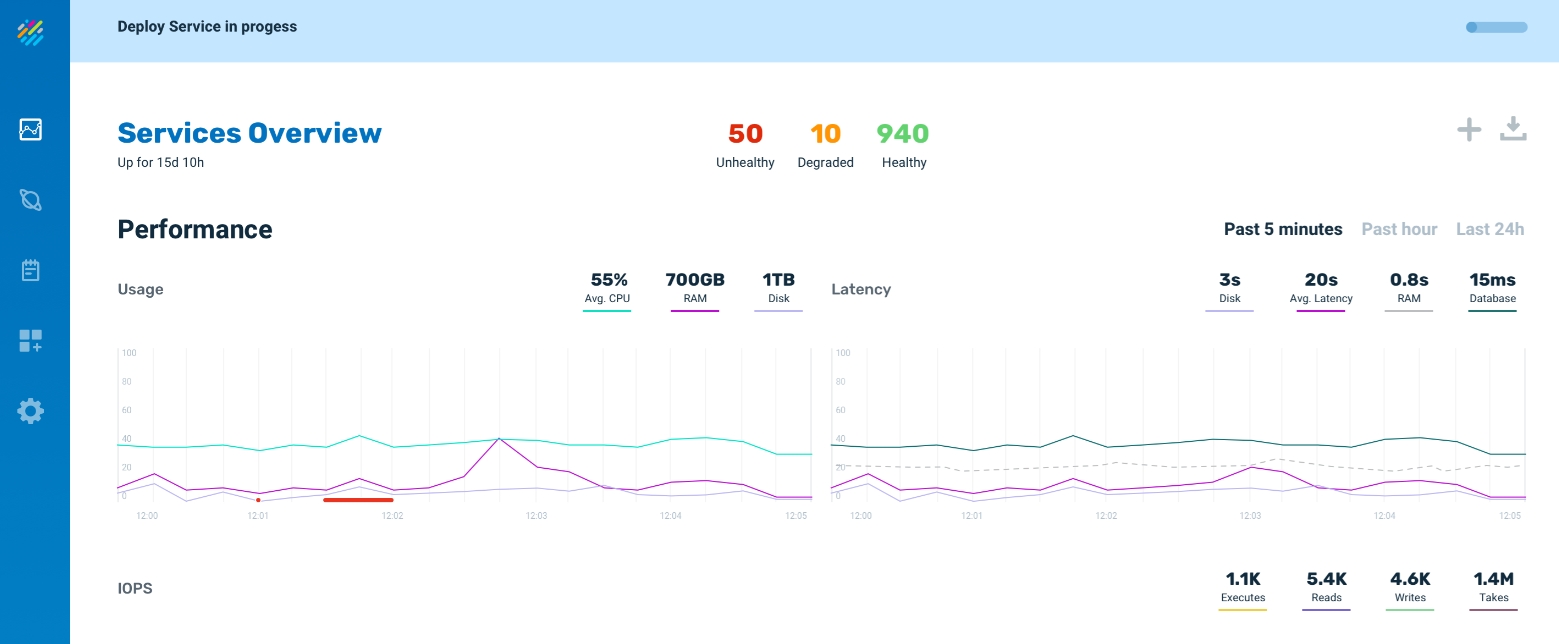 Deploy Service in progess
Services Overview
Up for 15d 10h
50 10 940
Unhealthy Degraded Healthy
Performance
Past 5 minutes Past hour Last 24h
Usage
55% 700GB 1TB
Avg. CPU RAM Disk
100
80
60
40
20
0
12:00 12:01 12:02 12:03 12:04 12:05
Latency
3s 20s 0.8s 15ms
Disk Avg. Latency RAM Database
100
80
60
40
20
0
12:00 12:01 12:02 12:03 12:04 12:05
IOPS
1.1K 5.4K 4.6K 1.4M
Executes Reads Writes Takes